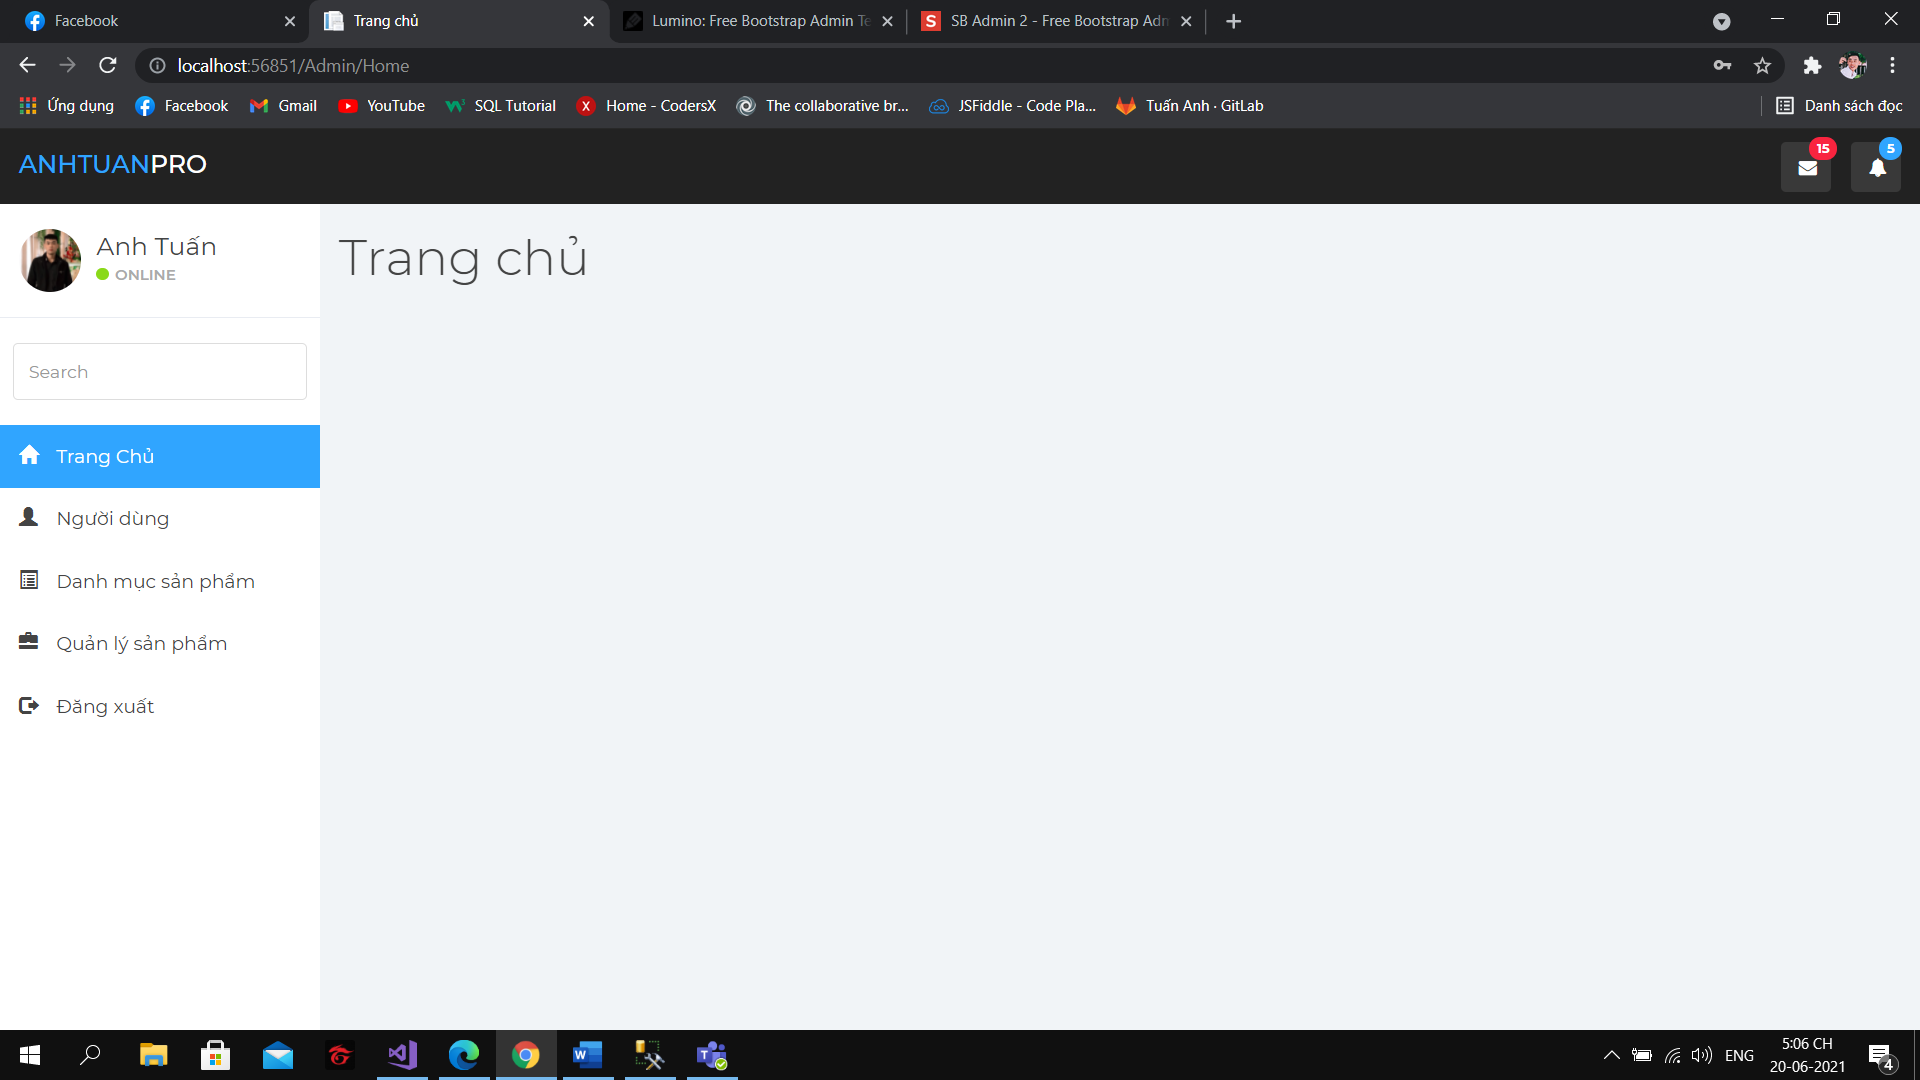 Facebook
Trang chủ
Lumino: Free Bootstrap Admin Te
SB Admin 2 - Free Bootstrap Adm
localhost:56851/Admin/Home
Ứng dụng
Facebook
Gmail
YouTube
SQL Tutorial
Home - CodersX
The collaborative br...
JSFiddle - Code Pla...
Tuấn Anh · GitLab
Danh sách đọc
ANHTUANPRO
15
5
Anh Tuấn
ONLINE
Trang chủ
Search
Trang Chủ
Người dùng
Danh mục sản phẩm
Quản lý sản phẩm
Đăng xuất
ENG
5:06 CH
20-06-2021
4